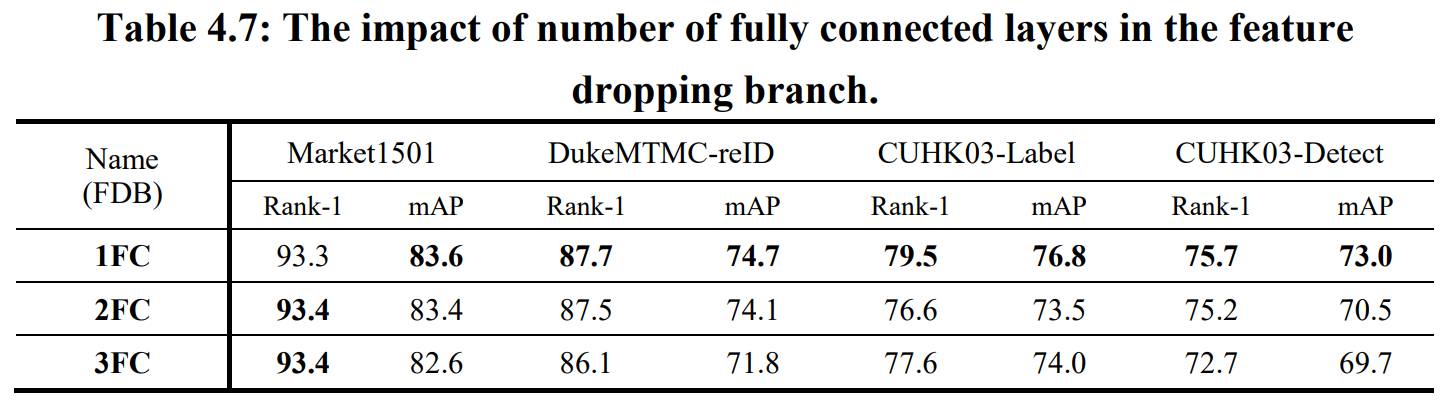 Table 4.7: The impact of number of fully connected layers in the feature
dropping branch.
Name (FDB) Market1501 DukeMTMC-reID CUHK03-Label CUHK03-Detect
Rank-1 mAP Rank-1 mAP Rank-1 mAP Rank-1 mAP
1FC 93.3 83.6 87.7 74.7 79.5 76.8 75.7 73.0
2FC 93.4 83.4 87.5 74.1 76.6 73.5 75.2 70.5
3FC 93.4 82.6 86.1 71.8 77.6 74.0 72.7 69.7